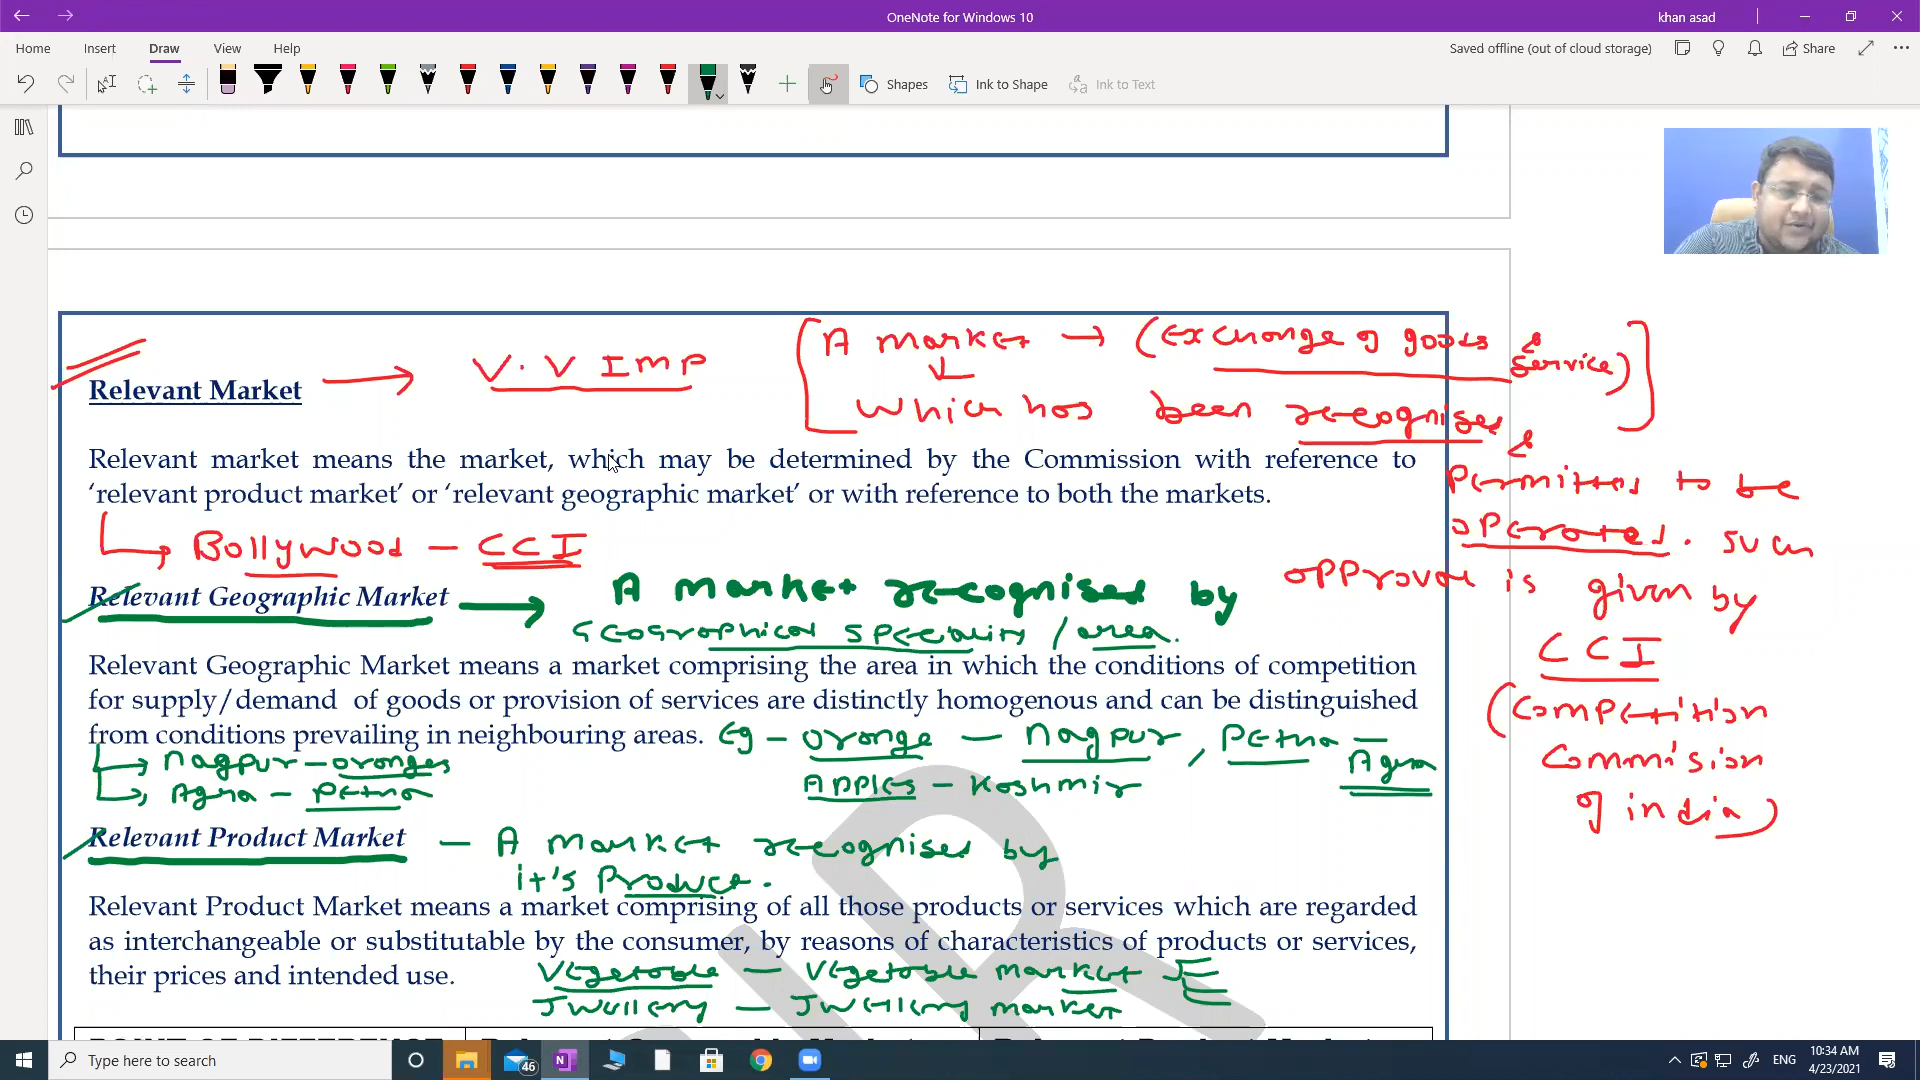 OneNote for Windows 10
khan asad
Home Insert Draw View Help
Saved offline (out of cloud storage)
Share
Shapes
Ink to Shape
Ink to Text
Relevant Market
V. V IMP
A market → (exchange of goods &
service)
which has been recognised &
Relevant market means the market, which may be determined by the Commission with reference to
‘relevant product market’ or ‘relevant geographic market’ or with reference to both the markets.
permitted to be
operated. such
approval is given by
CCI
(Competition
Commision
of india)
Bollywood - CCI
Relevant Geographic Market
A market recognised by
Geographical speciality / area.
Relevant Geographic Market means a market comprising the area in which the conditions of competition
for supply/demand of goods or provision of services are distinctly homogenous and can be distinguished
from conditions prevailing in neighbouring areas.
Eg - orange - Nagpur, Petha - Agra
Apples - Koshmir
Nagpur - oranges
Agra - Petha
Relevant Product Market
- A market recognised by
it's Product.
Relevant Product Market means a market comprising of all those products or services which are regarded
as interchangeable or substitutable by the consumer, by reasons of characteristics of products or services,
their prices and intended use.
Vegetable - Vegetable market
Jwellery - Jwellery market
Type here to search
46
ENG
10:34 AM
4/23/2021